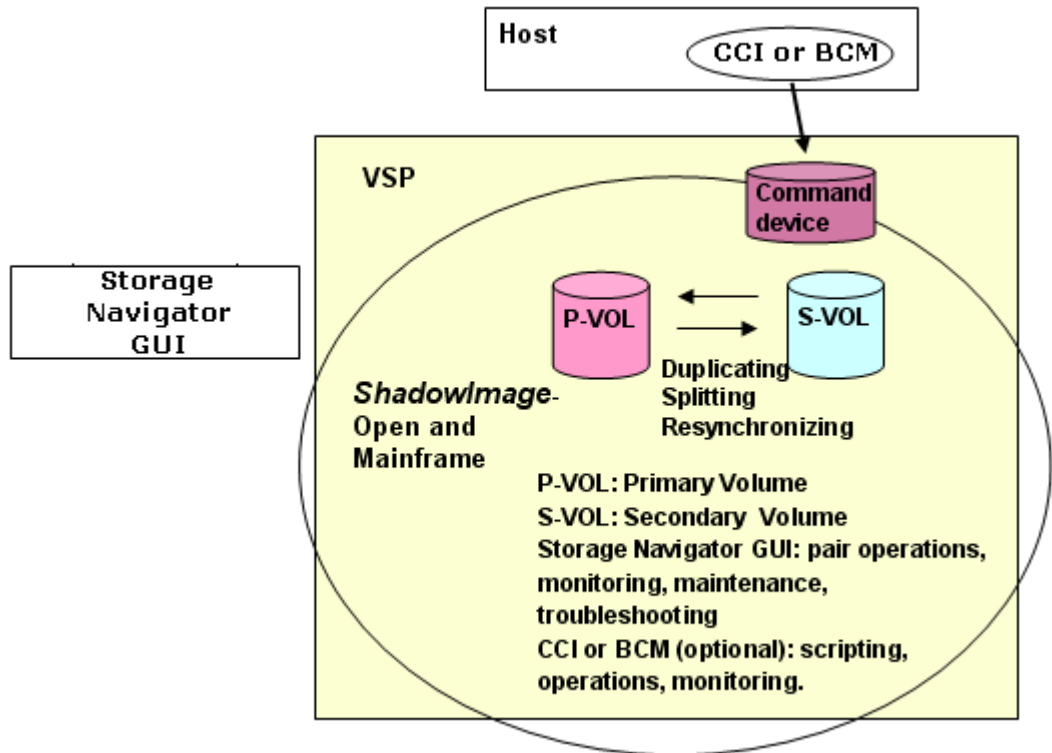 Host
CCI or BCM
VSP
Command
device
Storage
Navigator
GUI
P-VOL
S-VOL
Duplicating
Splitting
Resynchronizing
ShadowImage-
Open and
Mainframe
P-VOL: Primary Volume
S-VOL: Secondary Volume
Storage Navigator GUI: pair operations,
monitoring, maintenance,
troubleshooting
CCI or BCM (optional): scripting,
operations, monitoring.